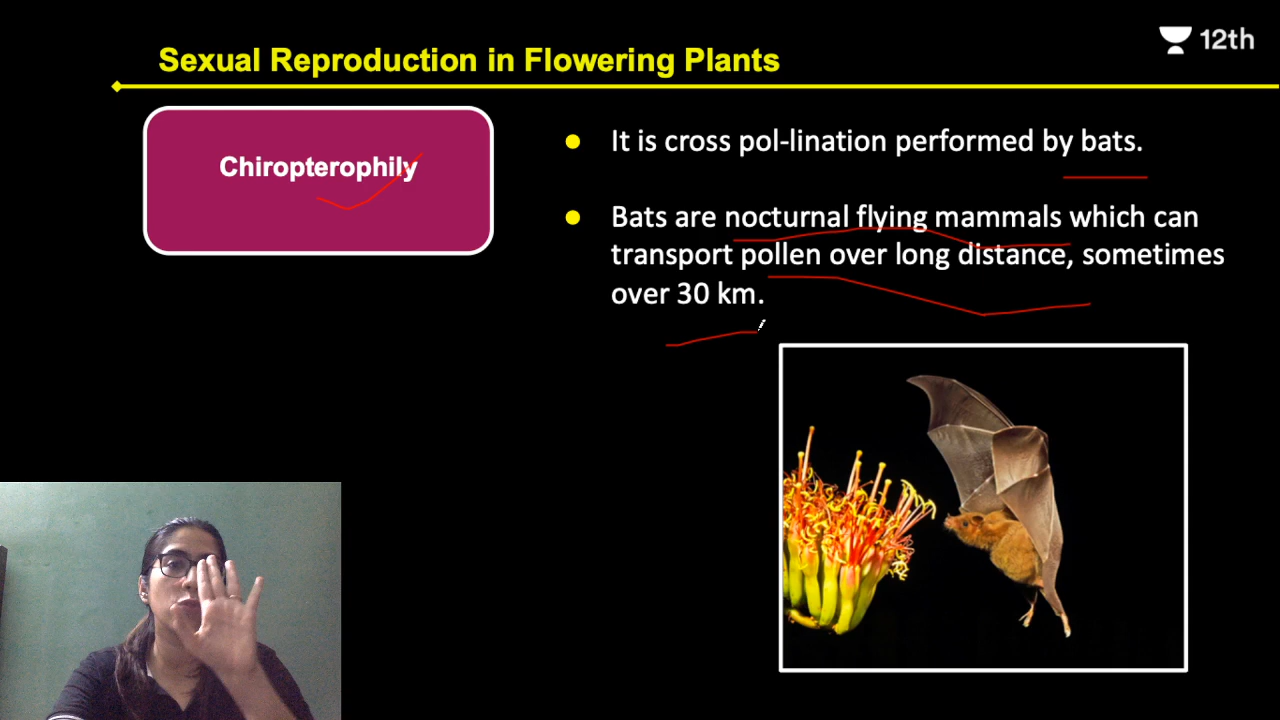 Sexual Reproduction in Flowering Plants
12th
Chiropterophily
● It is cross pol-lination performed by bats.
● Bats are nocturnal flying mammals which can
transport pollen over long distance, sometimes
over 30 km.